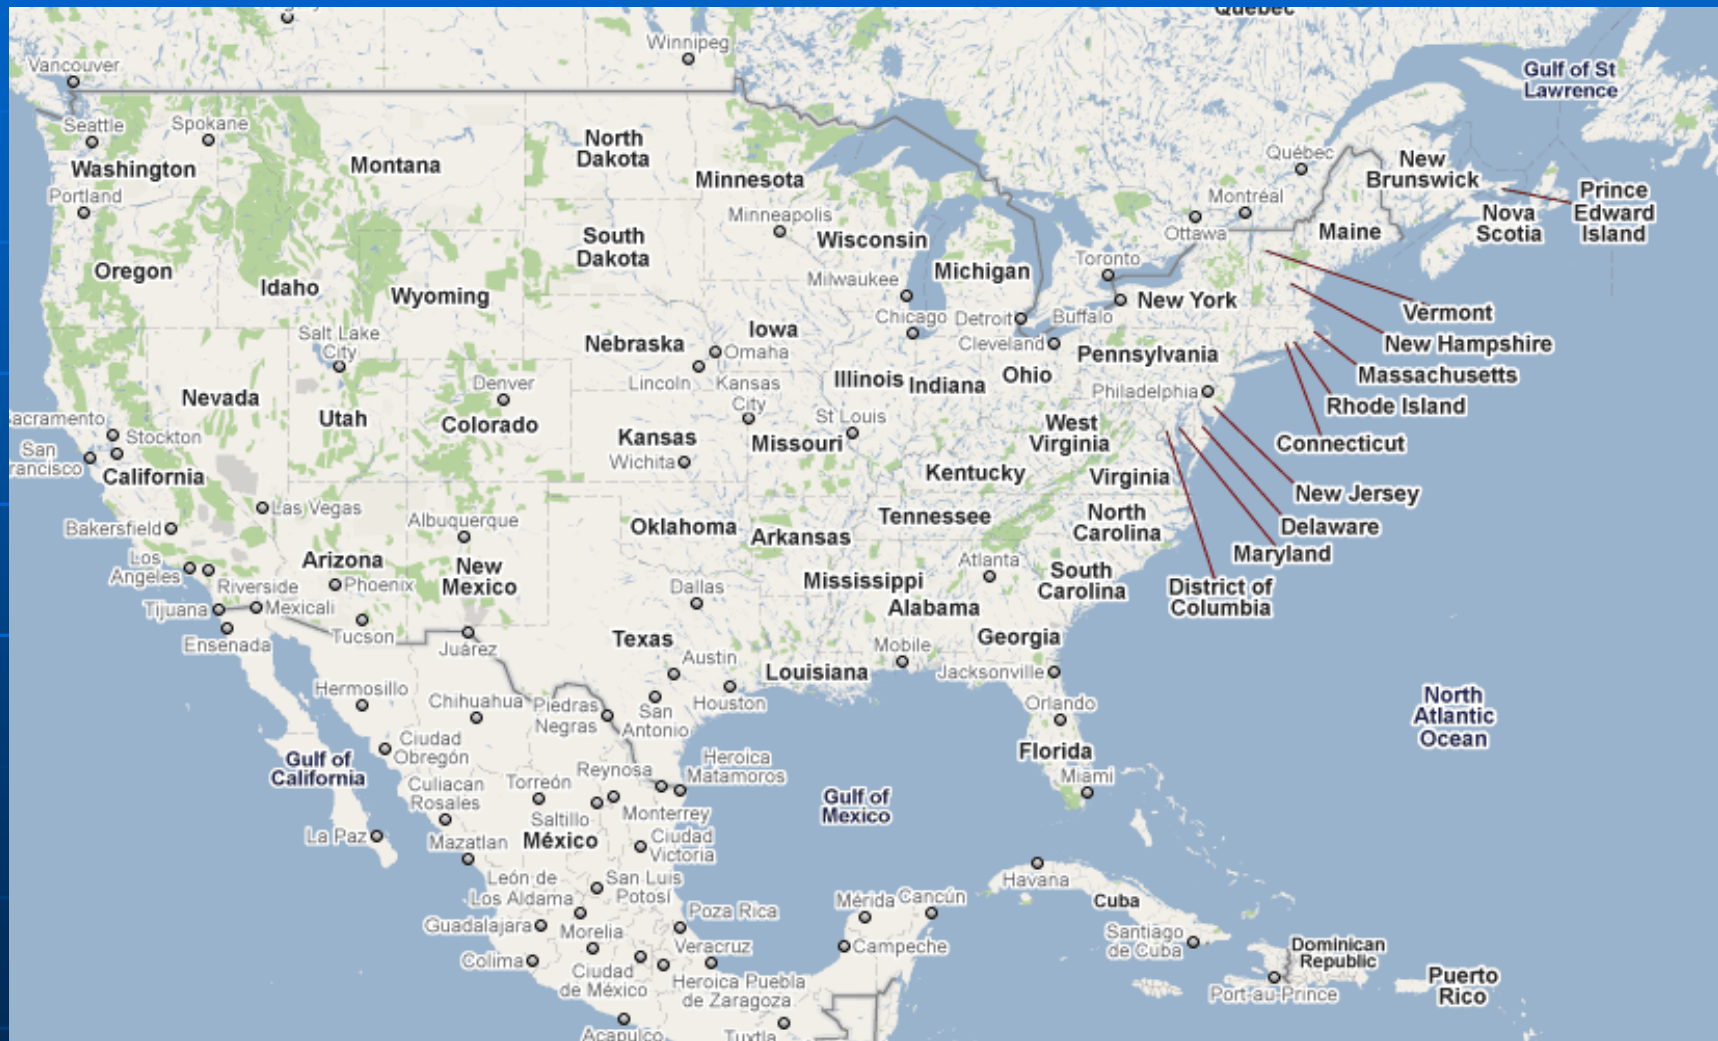 Québec
Winnipeg
Vancouver
Gulf of St
Lawrence
Seattle
Spokane
North
Dakota
Washington
Montana
Minnesota
Québec
New
Brunswick
Portland
Montréal
Prince
Edward
Island
Minneapolis
Nova
Scotia
South
Dakota
Wisconsin
Ottawa
Maine
Oregon
Idaho
Wyoming
Milwaukee
Michigan
Toronto
New York
Vermont
Salt Lake
City
Nebraska
Iowa
Chicago
Detroit
Buffalo
New Hampshire
Omaha
Cleveland
Pennsylvania
Massachusetts
Nevada
Utah
Denver
Colorado
Lincoln
Kansas
City
Illinois
Indiana
Ohio
Philadelphia
Rhode Island
acramento
Stockton
San
rancisco
California
Kansas
Wichita
Missouri
St Louis
West
Virginia
Connecticut
Kentucky
Virginia
New Jersey
Las Vegas
Bakersfield
Albuquerque
Oklahoma
Arkansas
Tennessee
North
Carolina
Delaware
Maryland
Los
Angeles
Arizona
New
Mexico
Atlanta
Riverside
Phoenix
Dallas
Mississippi
Alabama
South
Carolina
District of
Columbia
Tijuana
Mexicali
Ensenada
Tucson
Juárez
Texas
Georgia
Mobile
Austin
Louisiana
Jacksonville
Hermosillo
Chihuahua
Piedras
Negras
San
Antonio
Houston
Orlando
North
Atlantic
Ocean
Gulf of
California
Ciudad
Obregón
Florida
Heroica
Matamoros
Reynosa
Torreón
Culiacan
Rosales
Miami
Gulf of
Mexico
Saltillo
Monterrey
La Paz
Mazatlan
México
Ciudad
Victoria
León de
Los Aldama
San Luis
Potosí
Havana
Mérida
Cancún
Cuba
Guadalajara
Morelia
Poza Rica
Veracruz
Campeche
Santiago
de Cuba
Dominican
Republic
Colima
Ciudad
de México
Heroica Puebla
de Zaragoza
Port-au-Prince
Puerto
Rico
Acapulco
Tuxtla